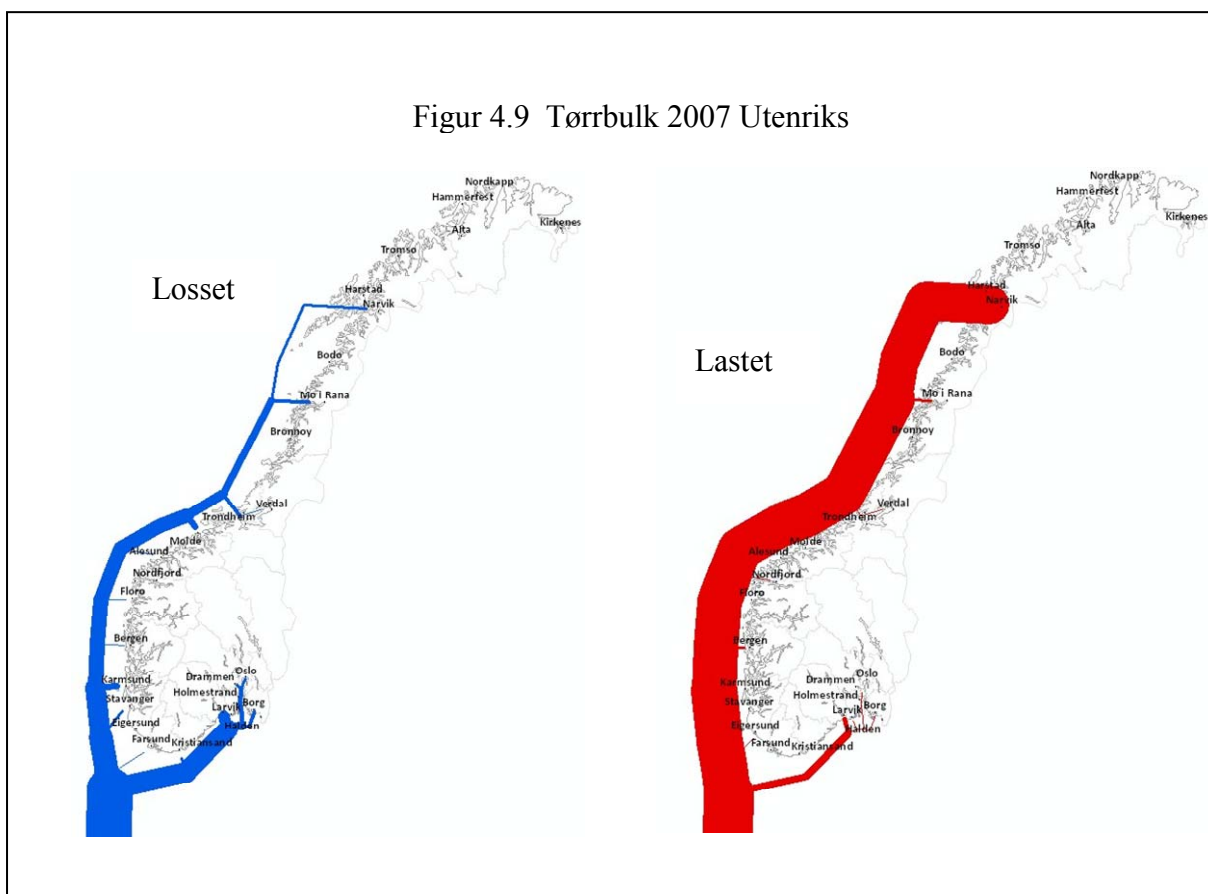 Figur 4.9 Tørrbulk 2007 Utenriks
Losset
Nordkapp
Hammerfest
Kirkenes
Alta
Tromsø
Harstad
Narvik
Bodø
Mo i Rana
Brønnøy
Verdal
Trondheim
Molde
Ålesund
Nordfjord
Florø
Bergen
Karmsund
Oslo
Drammen
Holmestrand
Stavanger
Borg
Larvik
Eigersund
Halden
Farsund
Kristiansand
Lastet
Nordkapp
Hammerfest
Kirkenes
Alta
Tromsø
Harstad
Narvik
Bodø
Mo i Rana
Brønnøy
Verdal
Trondheim
Molde
Ålesund
Nordfjord
Florø
Bergen
Karmsund
Oslo
Drammen
Holmestrand
Stavanger
Borg
Larvik
Eigersund
Halden
Farsund
Kristiansand